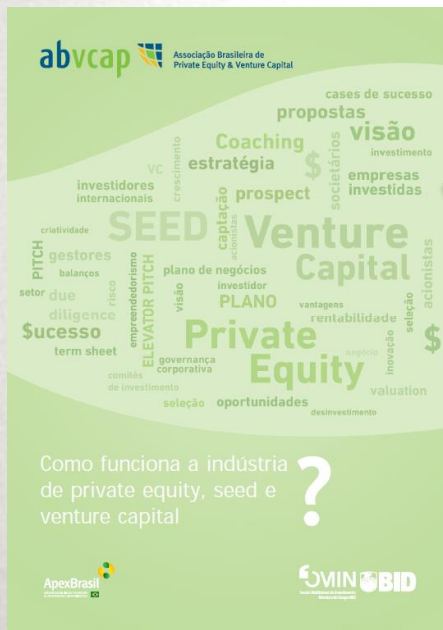 abvcap
Associação Brasileira de
Private Equity & Venture Capital
cases de sucesso
propostas
visão
Coaching
$
societários
investimento
VC
crescimento
estratégia
empresas
investidas
investidores
internacionais
prospect
SEED
captação
acionistas
Venture
Capital
criatividade
PITCH
gestores
balanços
empreendedorismo
ELEVATOR PITCH
plano de negócios
acionistas
setor
due
diligence
risco
visão
investidor
PLANO
vantagens
rentabilidade
seleção
$ucesso
term sheet
Private
Equity
negócio
inovação
$
governança
corporativa
comitês
de investimento
valuation
seleção
oportunidades
desinvestimento
Como funciona a indústria
de private equity, seed e
venture capital
?
ApexBrasil
BID